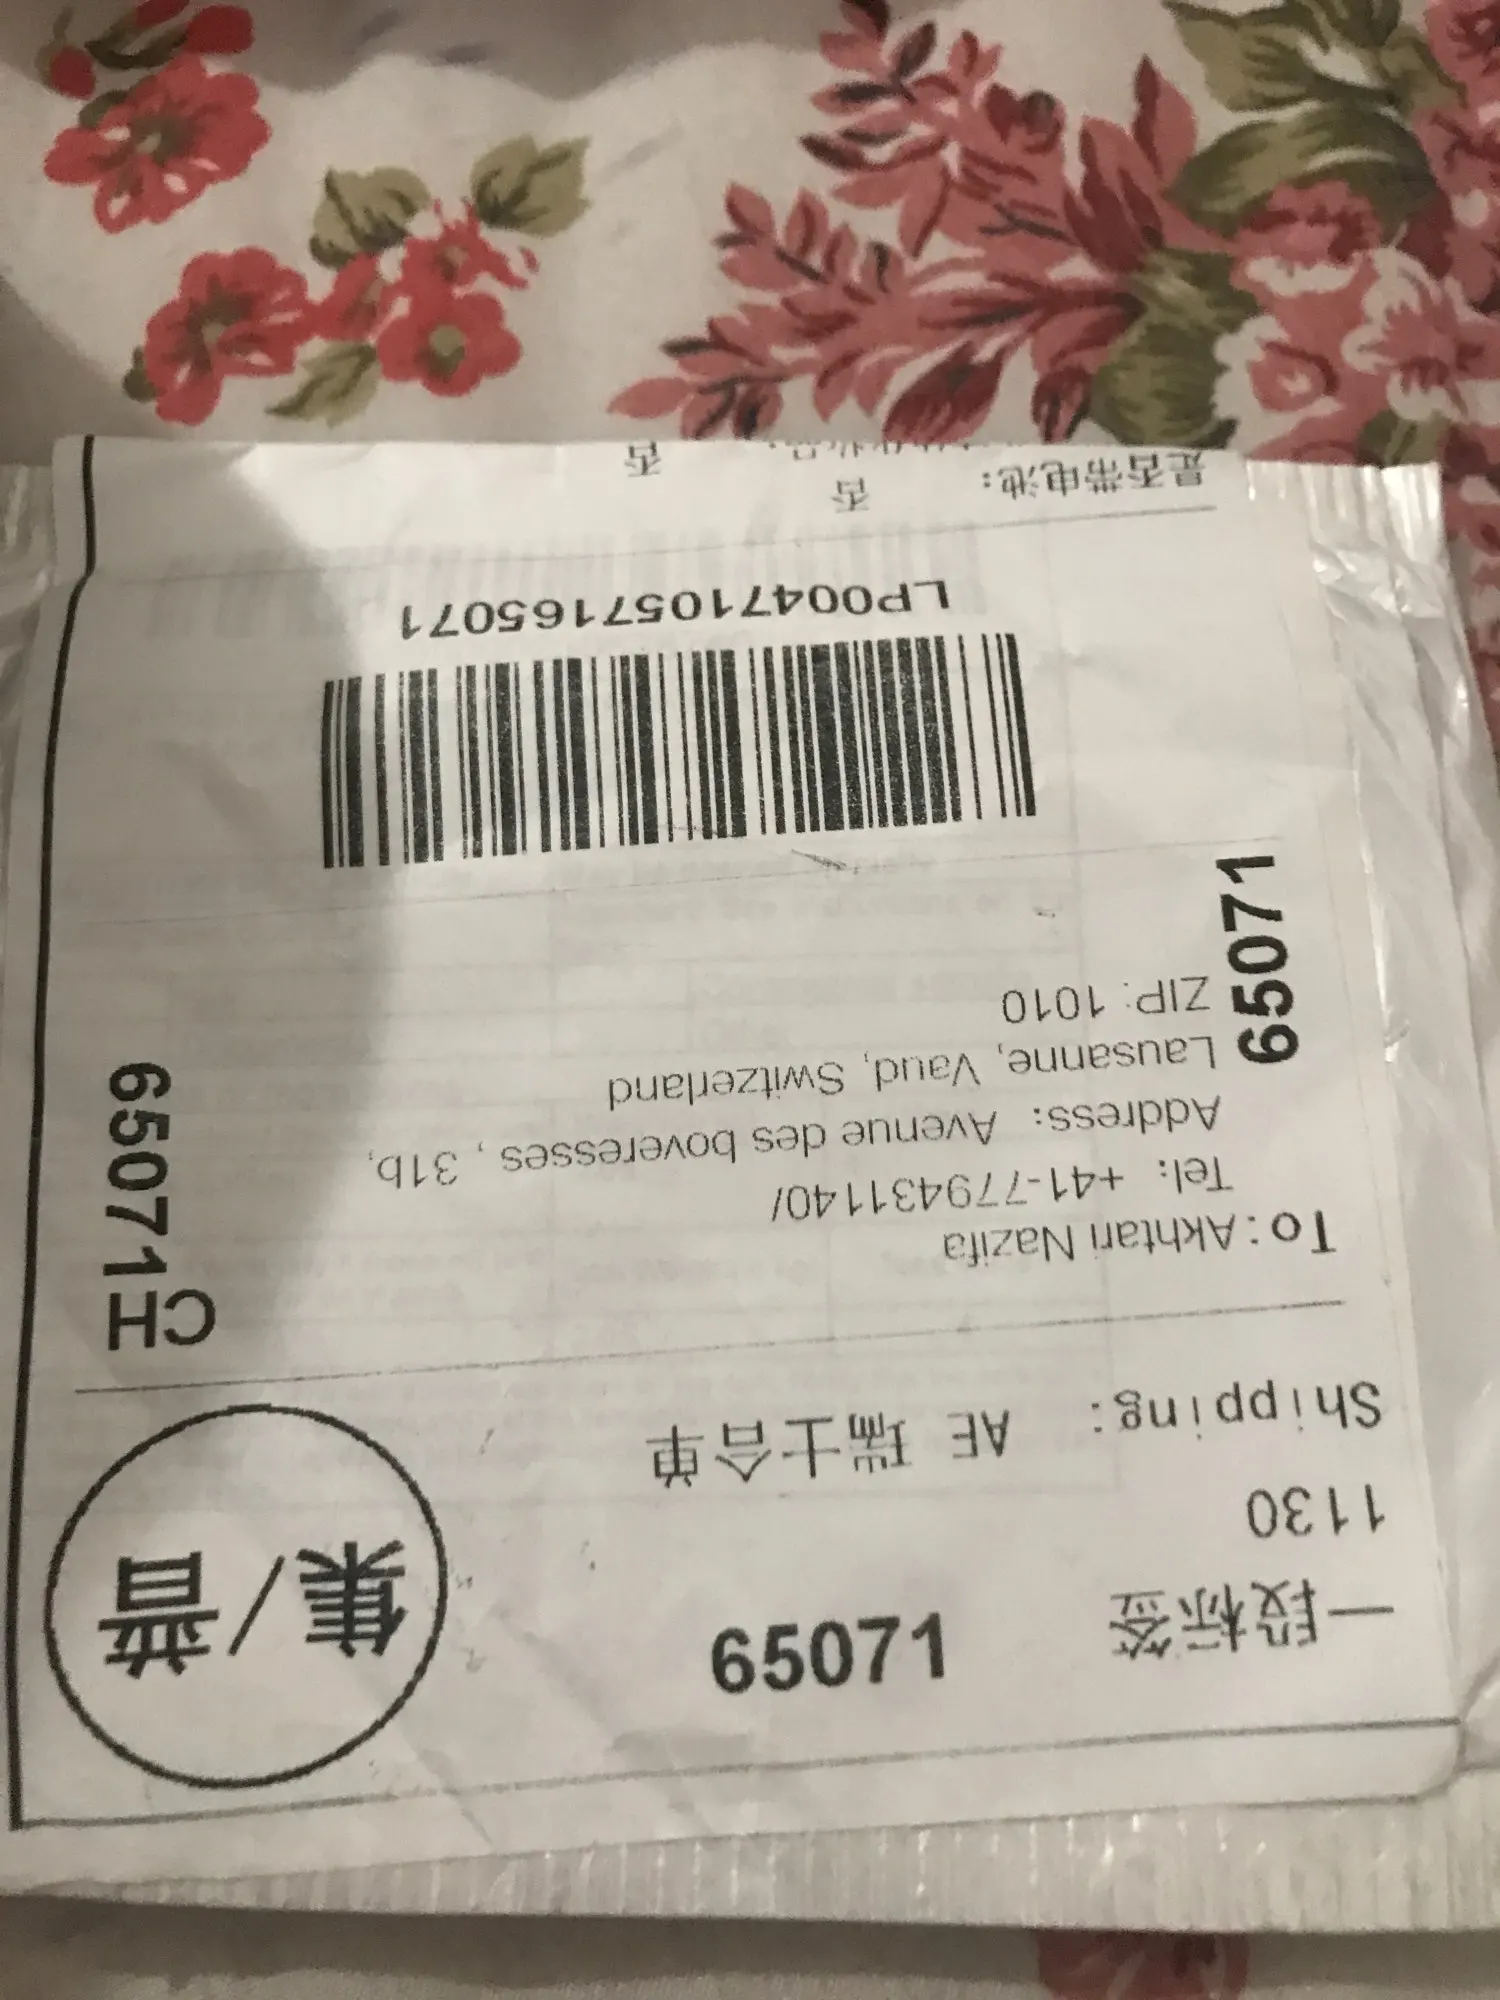 一段标签
65071
集/普
1130
Shipping: AE 瑞士合单
To: Akhtari Nazifa
CH
Tel: +41-779431140/
Address: Avenue des boveresses , 31b,
Lausanne, Vaud, Switzerland
ZIP: 1010
65071
65071
LP00471057165071
是否带电池: 否
否